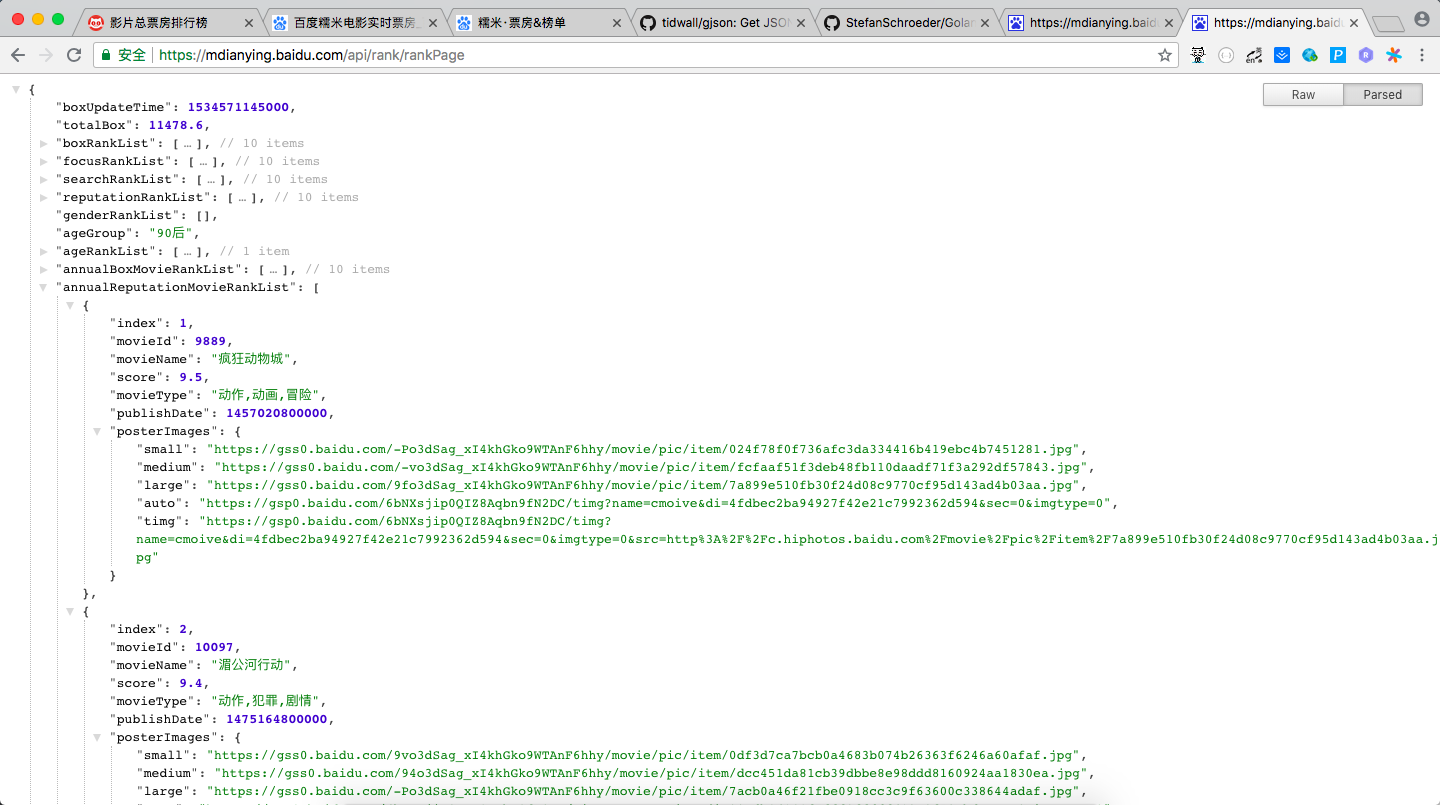 影片总票房排行榜
百度糯米电影实时票房_
糯米·票房&榜单
tidwall/gjson: Get JSON
StefanSchroeder/Golan
https://mdianying.baidu
https://mdianying.baidu
安全 https://mdianying.baidu.com/api/rank/rankPage
Raw Parsed
{
"boxUpdateTime": 1534571145000,
"totalBox": 11478.6,
"boxRankList": [ … ], // 10 items
"focusRankList": [ … ], // 10 items
"searchRankList": [ … ], // 10 items
"reputationRankList": [ … ], // 10 items
"genderRankList": [],
"ageGroup": "90后",
"ageRankList": [ … ], // 1 item
"annualBoxMovieRankList": [ … ], // 10 items
"annualReputationMovieRankList": [
{
"index": 1,
"movieId": 9889,
"movieName": "疯狂动物城",
"score": 9.5,
"movieType": "动作,动画,冒险",
"publishDate": 1457020800000,
"posterImages": {
"small": "https://gss0.baidu.com/-Po3dSag_xI4khGko9WTAnF6hhy/movie/pic/item/024f78f0f736afc3da334416b419ebc4b7451281.jpg",
"medium": "https://gss0.baidu.com/-vo3dSag_xI4khGko9WTAnF6hhy/movie/pic/item/fcfaaf51f3deb48fb110daadf71f3a292df57843.jpg",
"large": "https://gss0.baidu.com/9fo3dSag_xI4khGko9WTAnF6hhy/movie/pic/item/7a899e510fb30f24d08c9770cf95d143ad4b03aa.jpg",
"auto": "https://gsp0.baidu.com/6bNXsjip0QIZ8Aqbn9fN2DC/timg?name=cmoive&di=4fdbec2ba94927f42e21c7992362d594&sec=0&imgtype=0",
"timg": "https://gsp0.baidu.com/6bNXsjip0QIZ8Aqbn9fN2DC/timg?
name=cmoive&di=4fdbec2ba94927f42e21c7992362d594&sec=0&imgtype=0&src=http%3A%2F%2Fc.hiphotos.baidu.com%2Fmovie%2Fpic%2Fitem%2F7a899e510fb30f24d08c9770cf95d143ad4b03aa.j
pg"
}
},
{
"index": 2,
"movieId": 10097,
"movieName": "湄公河行动",
"score": 9.4,
"movieType": "动作,犯罪,剧情",
"publishDate": 1475164800000,
"posterImages": {
"small": "https://gss0.baidu.com/9vo3dSag_xI4khGko9WTAnF6hhy/movie/pic/item/0df3d7ca7bcb0a4683b074b26363f6246a60afaf.jpg",
"medium": "https://gss0.baidu.com/94o3dSag_xI4khGko9WTAnF6hhy/movie/pic/item/dcc451da81cb39dbbe8e98ddd8160924aa1830ea.jpg",
"large": "https://gss0.baidu.com/-Po3dSag_xI4khGko9WTAnF6hhy/movie/pic/item/7acb0a46f21fbe0918cc3c9f63600c338644adaf.jpg",